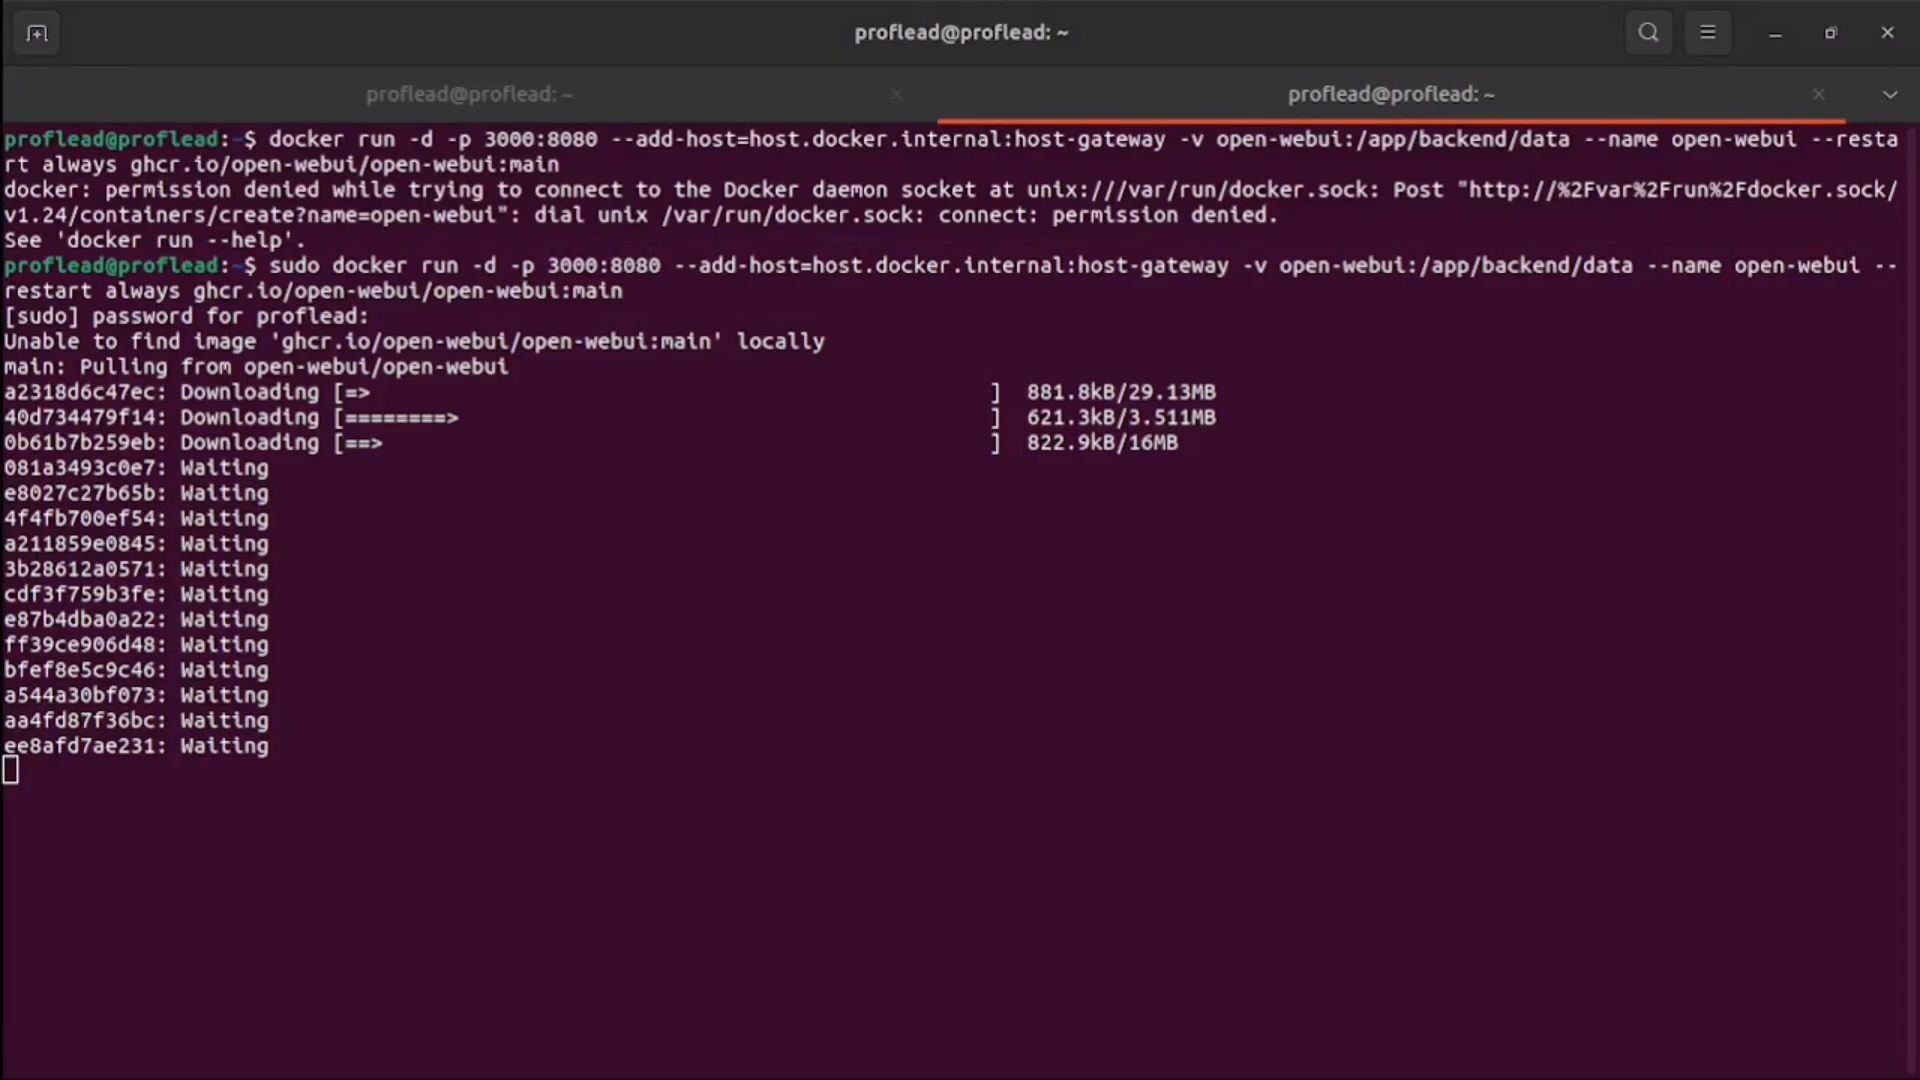 proflead@proflead: ~
proflead@proflead: ~
proflead@proflead: ~
proflead@proflead:~$ docker run -d -p 3000:8080 --add-host=host.docker.internal:host-gateway -v open-webui:/app/backend/data --name open-webui --resta
rt always ghcr.io/open-webui/open-webui:main
docker: permission denied while trying to connect to the Docker daemon socket at unix:///var/run/docker.sock: Post "http://%2Fvar%2Frun%2Fdocker.sock/
v1.24/containers/create?name=open-webui": dial unix /var/run/docker.sock: connect: permission denied.
See 'docker run --help'.
proflead@proflead:~$ sudo docker run -d -p 3000:8080 --add-host=host.docker.internal:host-gateway -v open-webui:/app/backend/data --name open-webui --
restart always ghcr.io/open-webui/open-webui:main
[sudo] password for proflead:
Unable to find image 'ghcr.io/open-webui/open-webui:main' locally
main: Pulling from open-webui/open-webui
a2318d6c47ec: Downloading [=>                                                 ]  881.8kB/29.13MB
40d734479f14: Downloading [========>                                          ]  621.3kB/3.511MB
0b61b7b259eb: Downloading [==>                                                ]  822.9kB/16MB
081a3493c0e7: Waiting
e8027c27b65b: Waiting
4f4fb700ef54: Waiting
a211859e0845: Waiting
3b28612a0571: Waiting
cdf3f759b3fe: Waiting
e87b4dba0a22: Waiting
ff39ce906d48: Waiting
bfef8e5c9c46: Waiting
a544a30bf073: Waiting
aa4fd87f36bc: Waiting
ee8afd7ae231: Waiting